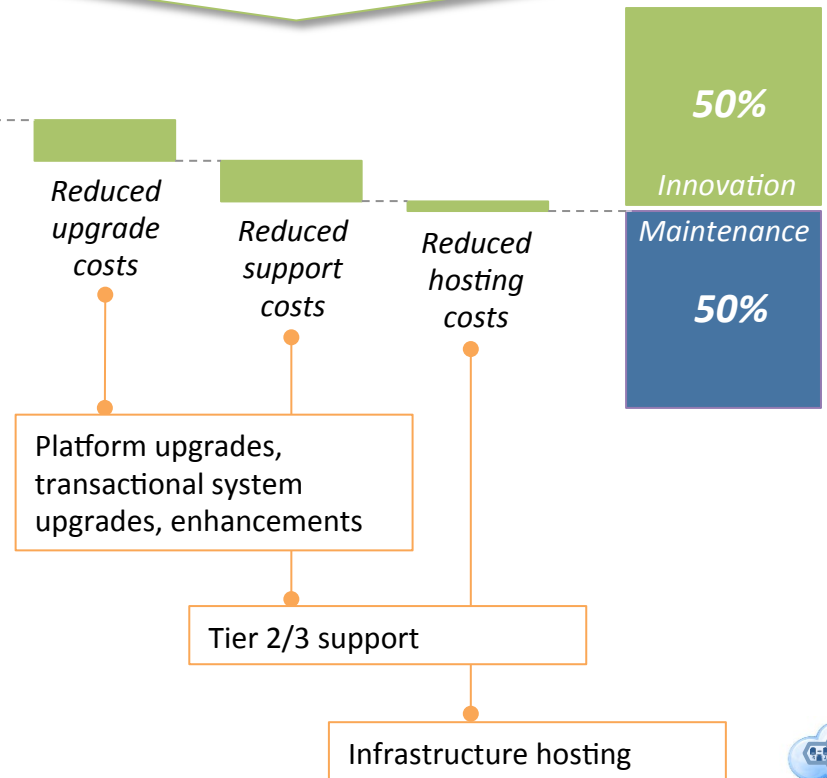 50%
Innovation
Maintenance
50%
Reduced
upgrade
costs
Reduced
support
costs
Reduced
hosting
costs
Platform upgrades,
transactional system
upgrades, enhancements
Tier 2/3 support
Infrastructure hosting